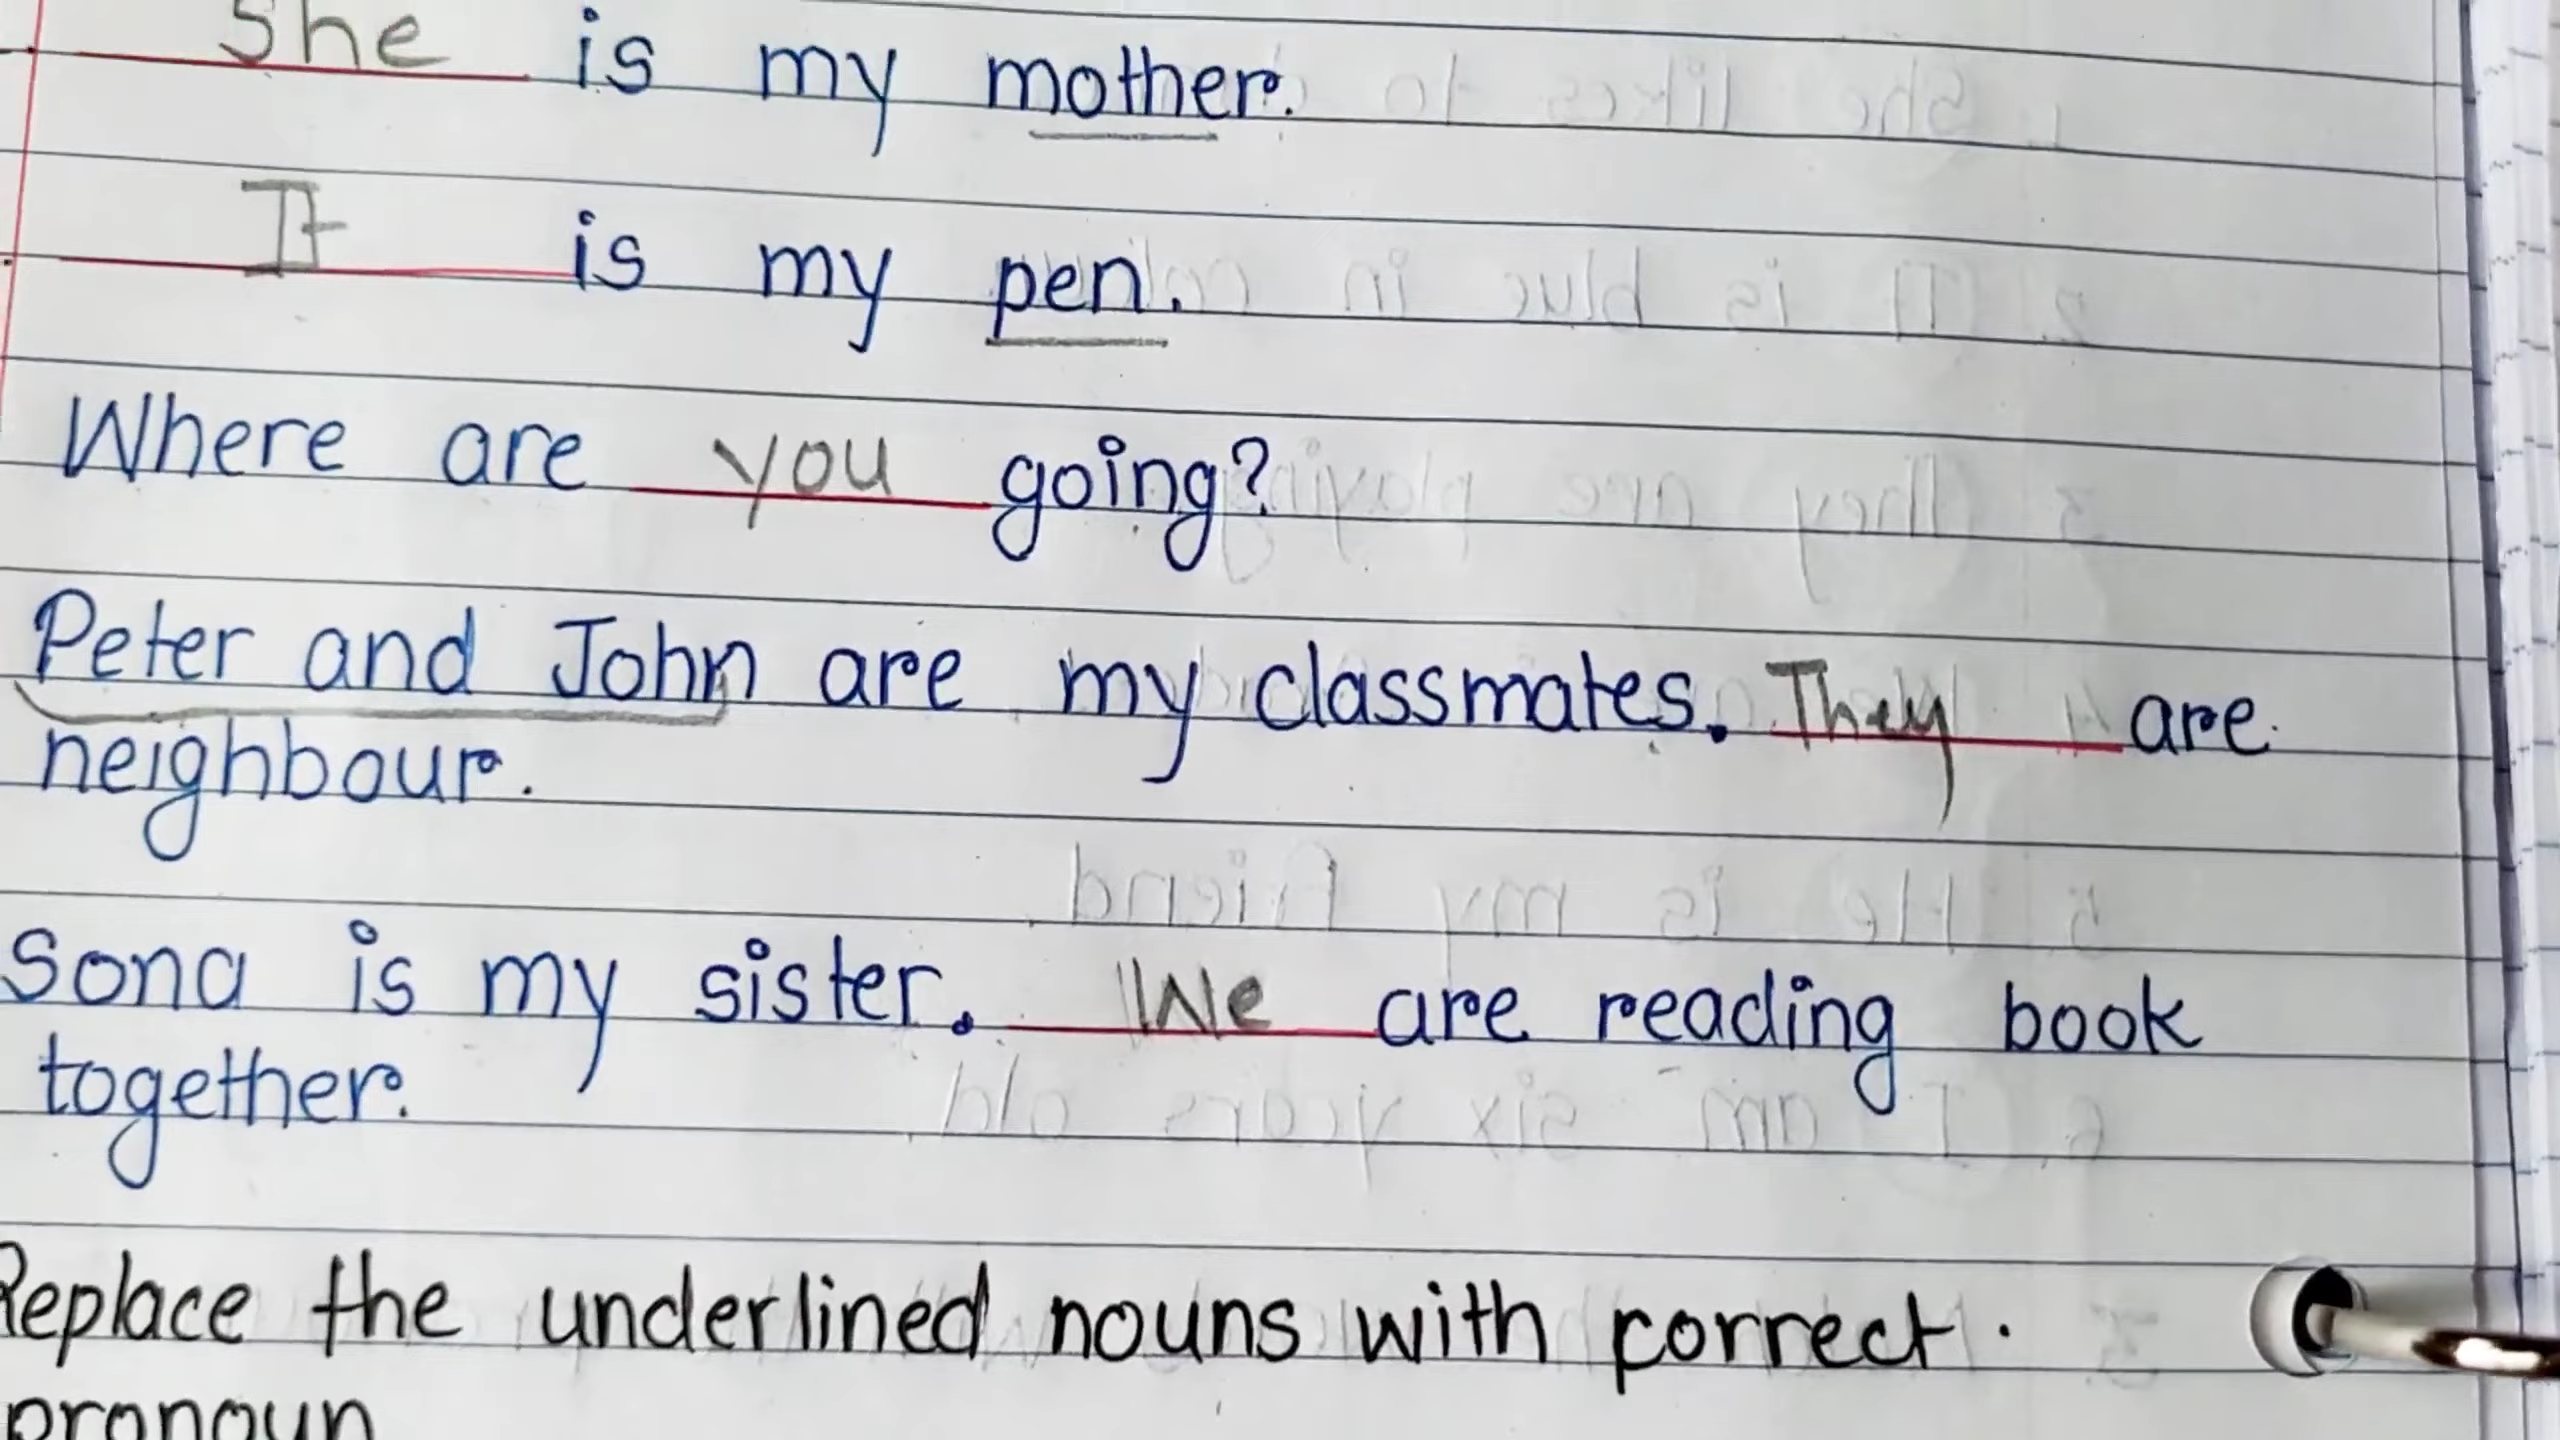 She is my mother.
It is my pen.
Where are you going?
Peter and John are my classmates. They are
neighbour.
Sona is my sister. We are reading book
together.
Replace the underlined nouns with correct.
pronoun